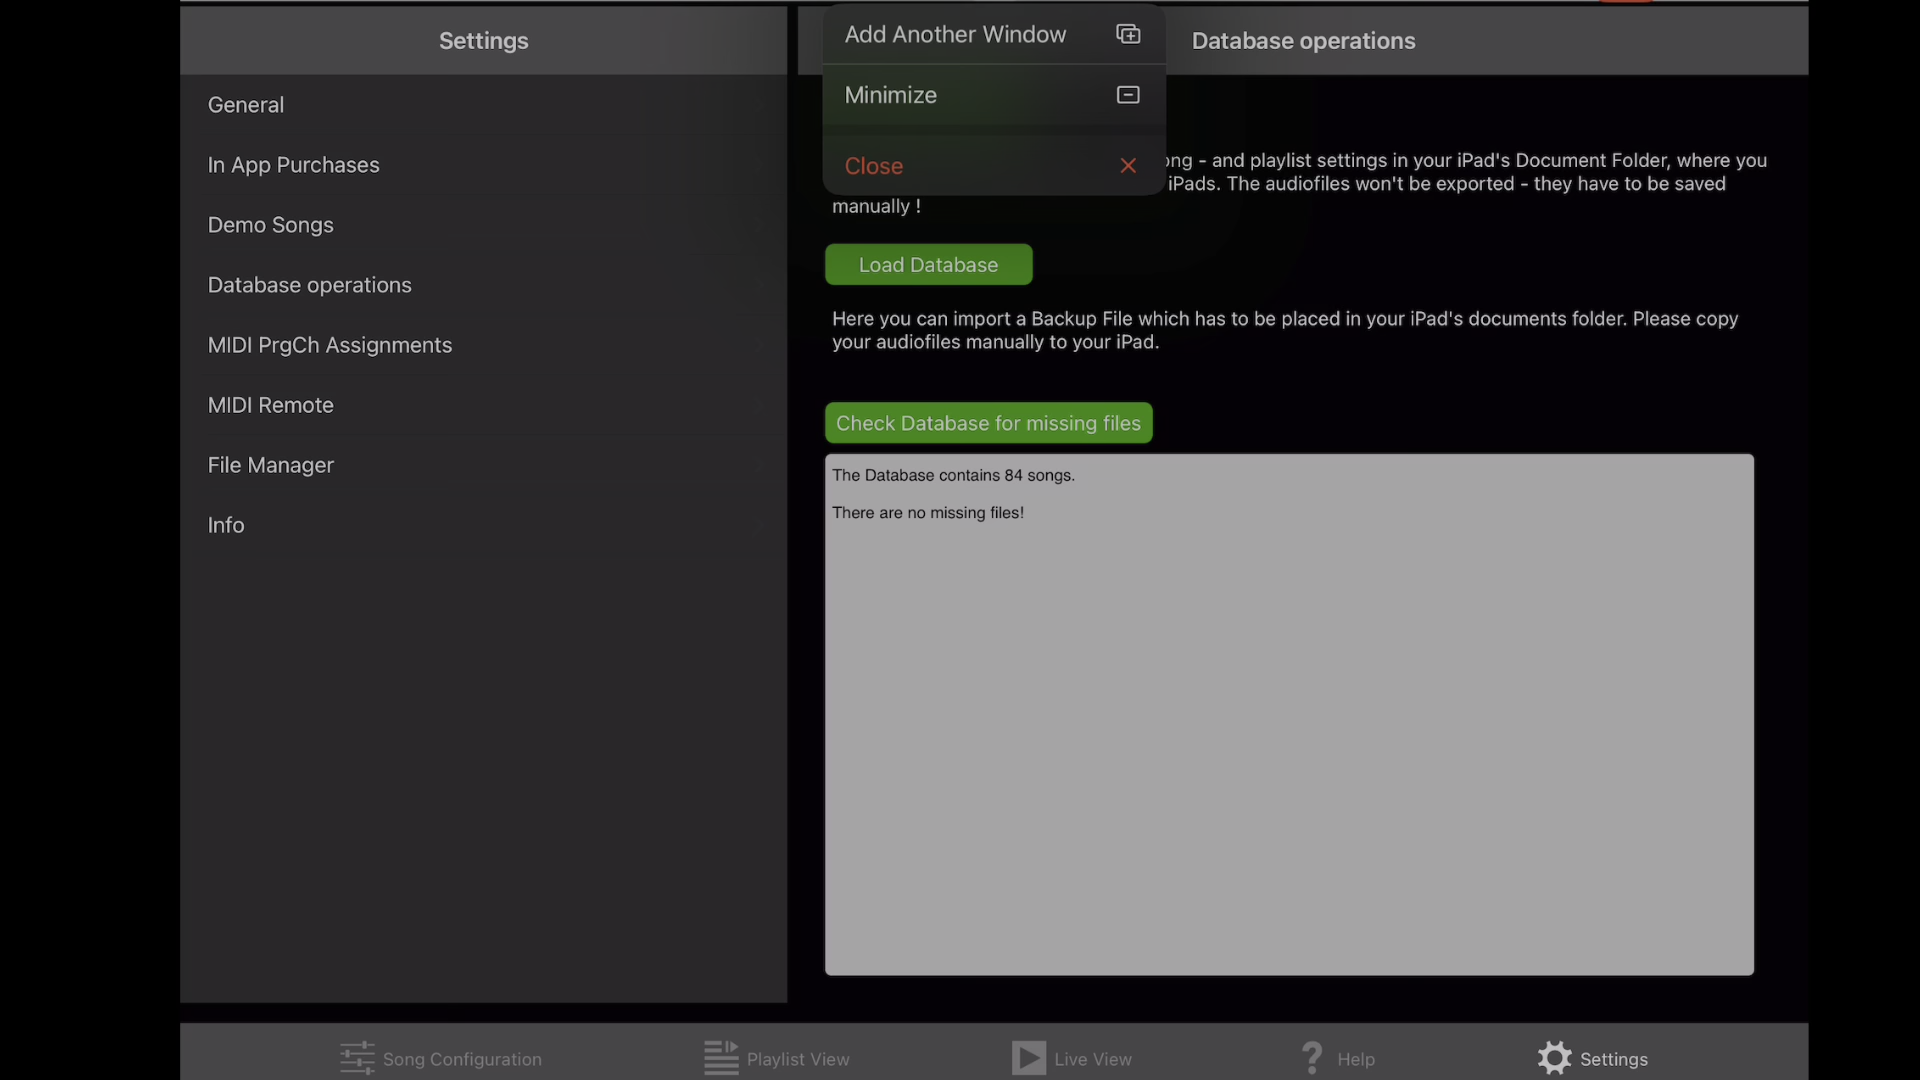 Settings
General
In App Purchases
Demo Songs
Database operations
MIDI PrgCh Assignments
MIDI Remote
File Manager
Info
Add Another Window
Minimize
Close
Database operations
- and playlist settings in your iPad's Document Folder, where you
iPads. The audiofiles won't be exported - they have to be saved
manually !
Load Database
Here you can import a Backup File which has to be placed in your iPad's documents folder. Please copy
your audiofiles manually to your iPad.
Check Database for missing files
The Database contains 84 songs.
There are no missing files!
Song Configuration
Playlist View
Live View
Help
Settings